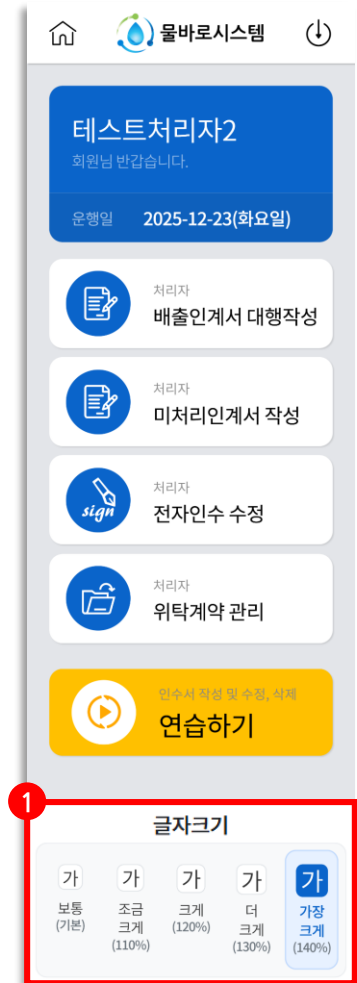 물바로시스템
테스트처리자2
회원님 반갑습니다.
운행일 2025-12-23(화요일)
처리자
배출인계서 대행작성
처리자
미처리인계서 작성
sign
처리자
전자인수 수정
처리자
위탁계약 관리
인수서 작성 및 수정, 삭제
연습하기
1
글자크기
가 가 가 가 가
보통 조금 크게 더 가장
(기본) 크게 (120%) 크게 크게
(110%) (130%) (140%)